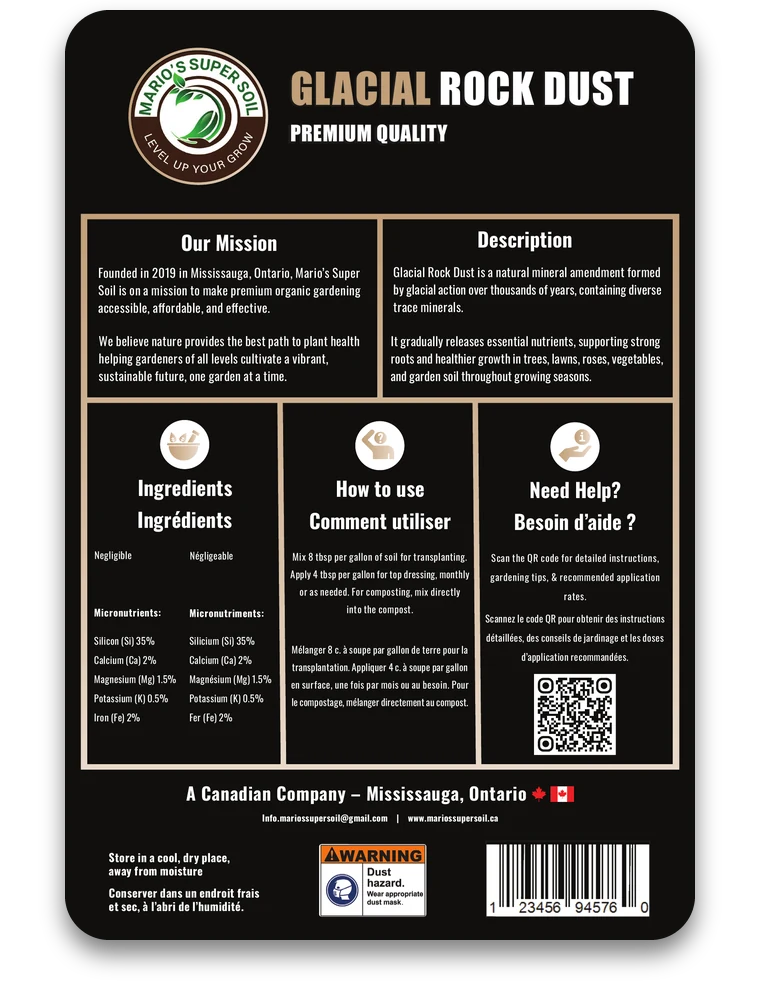 MARIO'S SUPER SOIL
LEVEL UP YOUR GROW
GLACIAL ROCK DUST
PREMIUM QUALITY
Our Mission
Founded in 2019 in Mississauga, Ontario, Mario's Super
Soil is on a mission to make premium organic gardening
accessible, affordable, and effective.
We believe nature provides the best path to plant health
helping gardeners of all levels cultivate a vibrant,
sustainable future, one garden at a time.
Description
Glacial Rock Dust is a natural mineral amendment formed
by glacial action over thousands of years, containing diverse
trace minerals.
It gradually releases essential nutrients, supporting strong
roots and healthier growth in trees, lawns, roses, vegetables,
and garden soil throughout growing seasons.
Ingredients
Ingrédients
Negligible Négligeable
Micronutrients: Micronutriments:
Silicon (Si) 35% Silicium (Si) 35%
Calcium (Ca) 2% Calcium (Ca) 2%
Magnesium (Mg) 1.5% Magnésium (Mg) 1.5%
Potassium (K) 0.5% Potassium (K) 0.5%
Iron (Fe) 2% Fer (Fe) 2%
How to use
Comment utiliser
Mix 8 tbsp per gallon of soil for transplanting.
Apply 4 tbsp per gallon for top dressing, monthly
or as needed. For composting, mix directly
into the compost.
Mélanger 8 c. à soupe par gallon de terre pour la
transplantation. Appliquer 4 c. à soupe par gallon
en surface, une fois par mois ou au besoin. Pour
le compostage, mélanger directement au compost.
Need Help?
Besoin d'aide ?
Scan the QR code for detailed instructions,
gardening tips, & recommended application
rates.
Scannez le code QR pour obtenir des instructions
détaillées, des conseils de jardinage et les doses
d'application recommandées.
A Canadian Company – Mississauga, Ontario
Info.mariossupersoil@gmail.com | www.mariossupersoil.ca
Store in a cool, dry place,
away from moisture
Conserver dans un endroit frais
et sec, à l'abri de l'humidité.
WARNING
Dust
hazard.
Wear appropriate
dust mask.
1 23456 94576 0